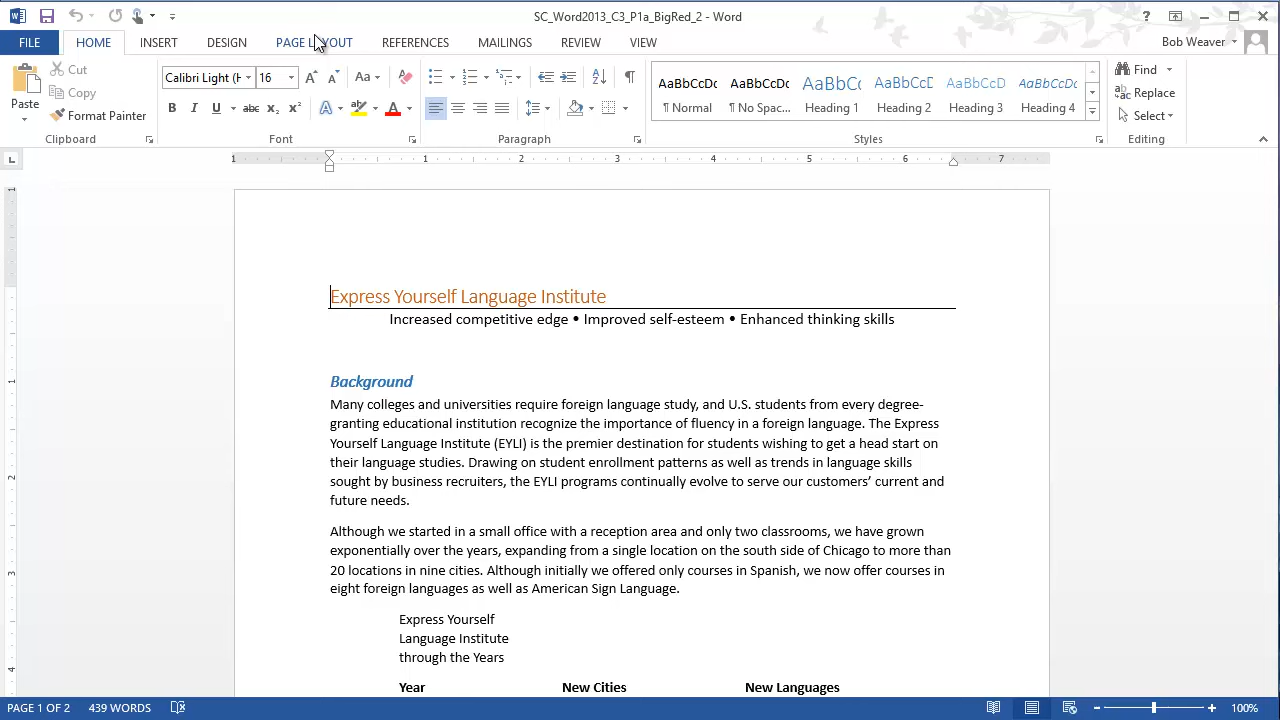 SC_Word2013_C3_P1a_BigRed_2 - Word
FILE HOME INSERT DESIGN PAGE LAYOUT REFERENCES MAILINGS REVIEW VIEW Bob Weaver
Cut
Copy
Format Painter
Paste
Clipboard
Calibri Light (H 16
Font
Paragraph
AaBbCcDc AaBbCcDc AaBbC AaBbCcD AaBbCcD AaBbCcDc
¶ Normal ¶ No Spac... Heading 1 Heading 2 Heading 3 Heading 4
Styles
Find
Replace
Select
Editing
1 1 2 3 4 5 6 7
Express Yourself Language Institute
Increased competitive edge • Improved self-esteem • Enhanced thinking skills
Background
Many colleges and universities require foreign language study, and U.S. students from every degree-
granting educational institution recognize the importance of fluency in a foreign language. The Express
Yourself Language Institute (EYLI) is the premier destination for students wishing to get a head start on
their language studies. Drawing on student enrollment patterns as well as trends in language skills
sought by business recruiters, the EYLI programs continually evolve to serve our customers’ current and
future needs.
Although we started in a small office with a reception area and only two classrooms, we have grown
exponentially over the years, expanding from a single location on the south side of Chicago to more than
20 locations in nine cities. Although initially we offered only courses in Spanish, we now offer courses in
eight foreign languages as well as American Sign Language.
Express Yourself
Language Institute
through the Years
Year New Cities New Languages
PAGE 1 OF 2 439 WORDS 100%